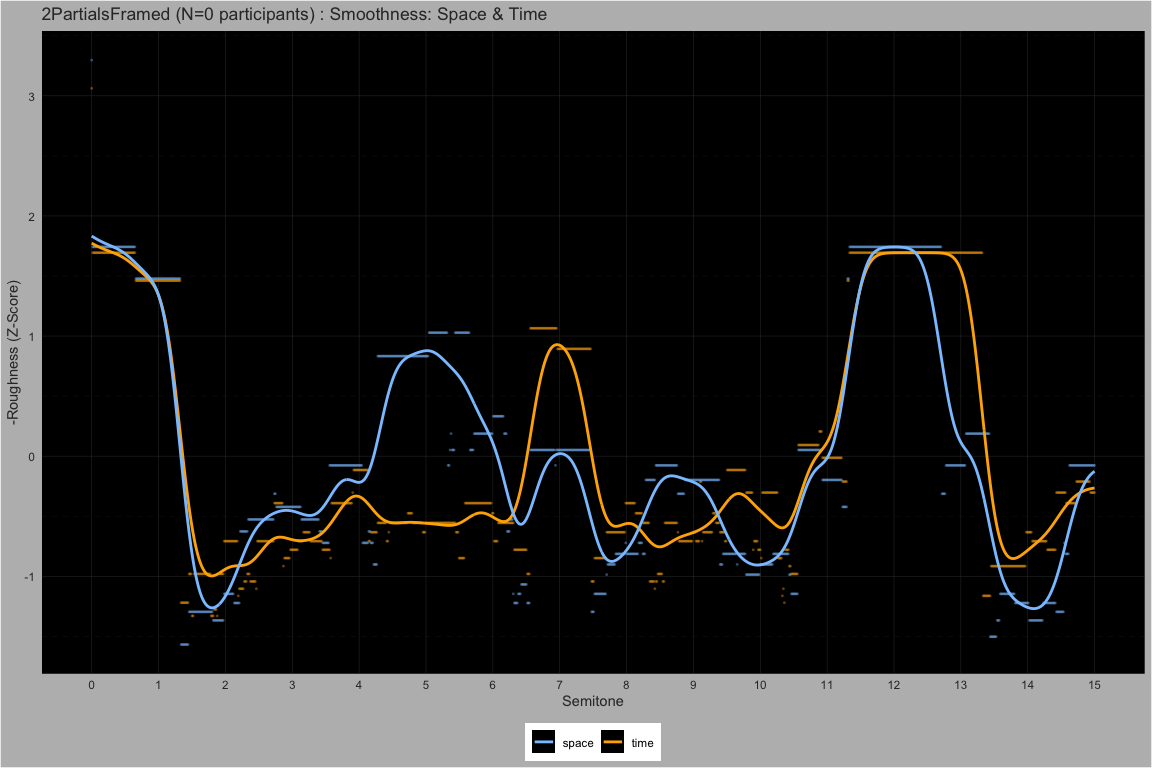 2PartialsFramed (N=0 participants) : Smoothness: Space & Time
-Roughness (Z-Score)
3
2
1
0
-1
0 1 2 3 4 5 6 7 8 9 10 11 12 13 14 15
Semitone
space time